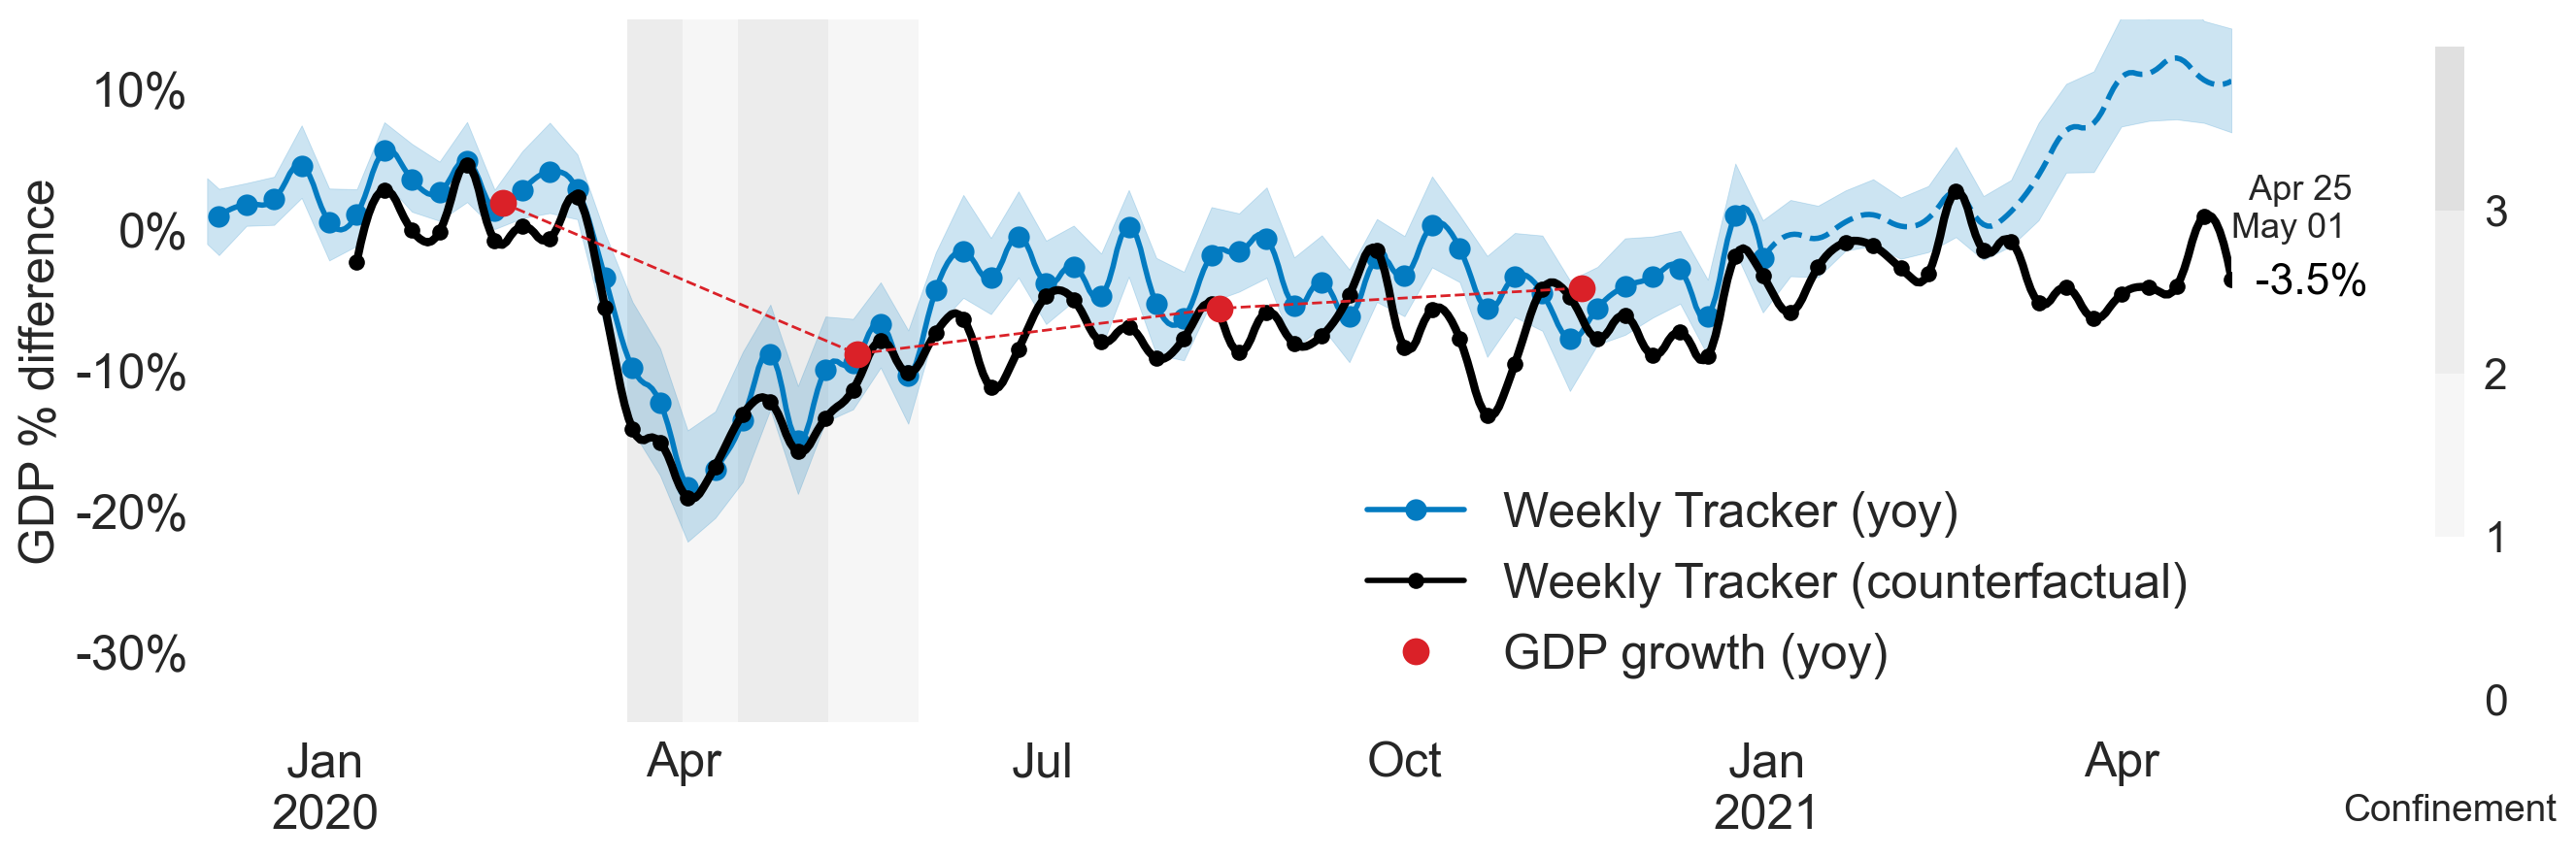 GDP % difference
10%
0%
-10%
-20%
-30%
Jan
2020
Apr
Jul
Oct
Jan
2021
Apr
Weekly Tracker (yoy)
Weekly Tracker (counterfactual)
GDP growth (yoy)
Apr 25
May 01
-3.5%
3
2
1
0
Confinement